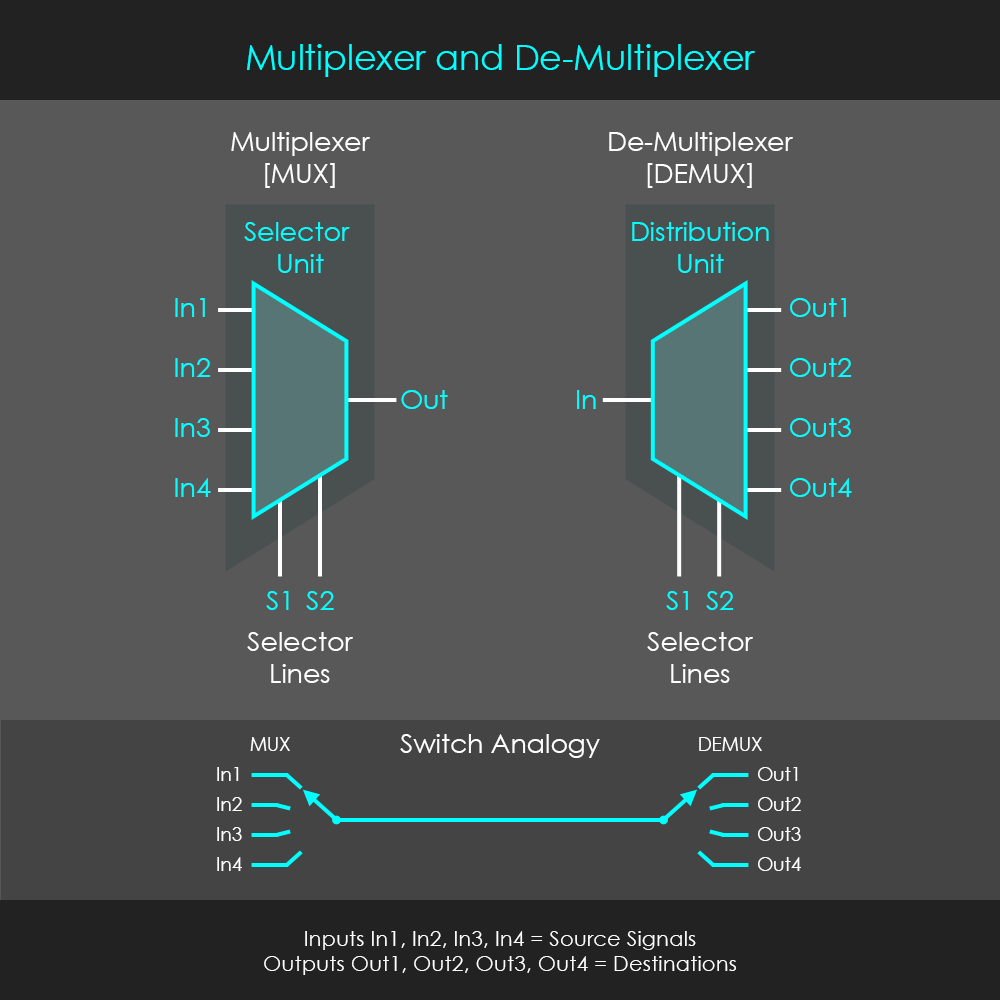 Multiplexer and De-Multiplexer
Multiplexer
[MUX]
Selector
Unit
In1
In2
In3
In4
Out
S1 S2
Selector
Lines
De-Multiplexer
[DEMUX]
Distribution
Unit
In
Out1
Out2
Out3
Out4
S1 S2
Selector
Lines
Switch Analogy
MUX
In1
In2
In3
In4
DEMUX
Out1
Out2
Out3
Out4
Inputs In1, In2, In3, In4 = Source Signals
Outputs Out1, Out2, Out3, Out4 = Destinations